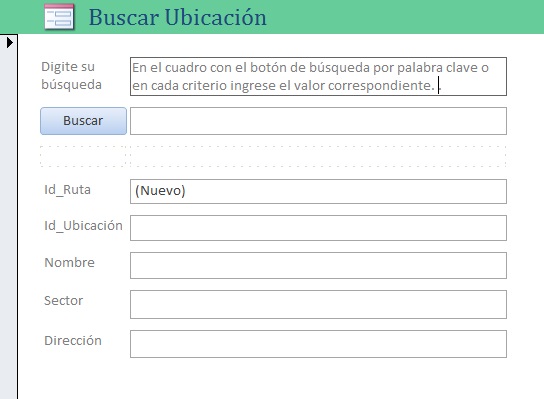 Buscar Ubicación
Digite su
búsqueda
En el cuadro con el botón de búsqueda por palabra clave o
en cada criterio ingrese el valor correspondiente. .
Buscar
Id_Ruta
(Nuevo)
Id_Ubicación
Nombre
Sector
Dirección